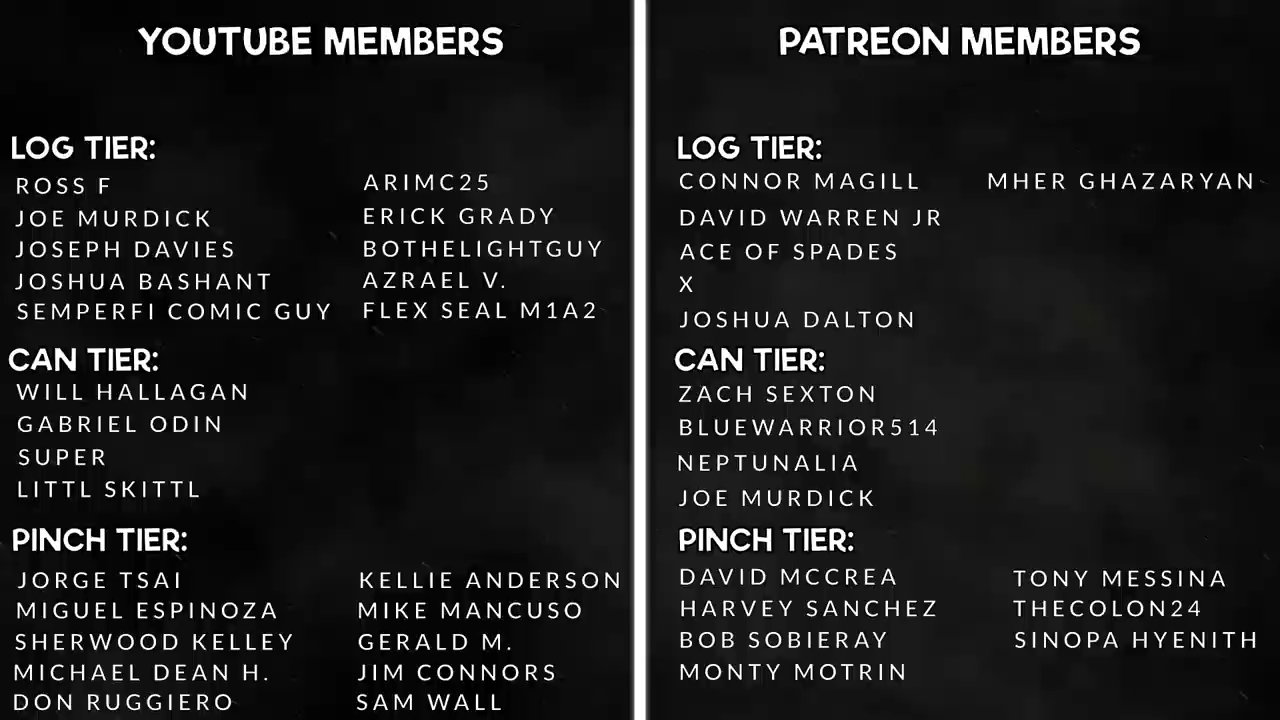 YOUTUBE MEMBERS
LOG TIER:
ROSS F
JOE MURDICK
JOSEPH DAVIES
JOSHUA BASHANT
SEMPERFI COMIC GUY
ARIMC25
ERICK GRADY
BOTHELIGHTGUY
AZRAEL V.
FLEX SEAL M1A2
CAN TIER:
WILL HALLAGAN
GABRIEL ODIN
SUPER
LITTL SKITTL
PINCH TIER:
JORGE TSAI
MIGUEL ESPINOZA
SHERWOOD KELLEY
MICHAEL DEAN H.
DON RUGGIERO
KELLIE ANDERSON
MIKE MANCUSO
GERALD M.
JIM CONNORS
SAM WALL
PATREON MEMBERS
LOG TIER:
CONNOR MAGILL
DAVID WARREN JR
ACE OF SPADES
X
JOSHUA DALTON
MHER GHAZARYAN
CAN TIER:
ZACH SEXTON
BLUEWARRIOR514
NEPTUNALIA
JOE MURDICK
PINCH TIER:
DAVID MCCREA
HARVEY SANCHEZ
BOB SOBIERAY
MONTY MOTRIN
TONY MESSINA
THECOLON24
SINOPA HYENITH